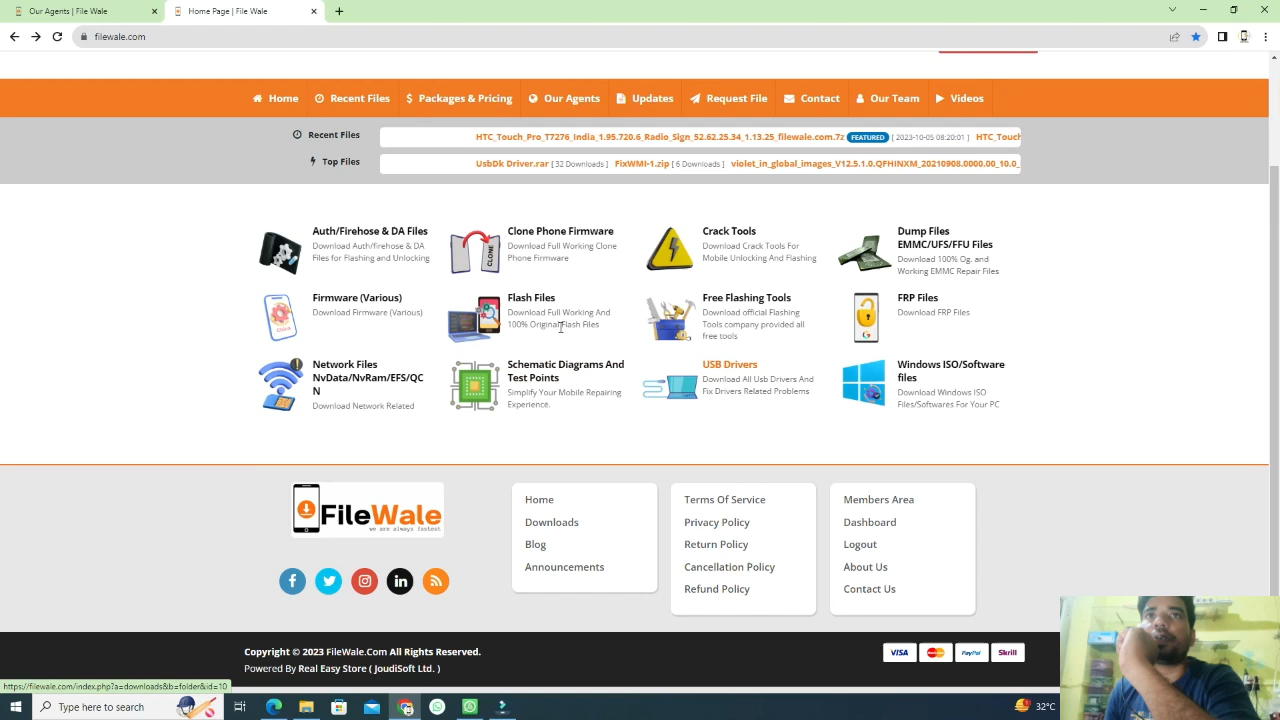 Our Agents | File Wale
Home Page | File Wale
filewale.com
Home
Recent Files
Packages & Pricing
Our Agents
Updates
Request File
Contact
Our Team
Videos
Recent Files
HTC_Touch_Pro_T7276_India_1.95.720.6_Radio_Sign_52.62.25.34_1.13.25_filewale.com.7z FEATURED [ 2023-10-05 08:20:01 ] HTC_Touch
Top Files
UsbDk Driver.rar [ 32 Downloads ] FixWMI-1.zip [ 6 Downloads ] violet_in_global_images_V12.5.1.0.QFHINXM_20210908.0000.00_10.0_
Auth/Firehose & DA Files
Download Auth/firehose & DA
Files for Flashing and Unlocking
Clone Phone Firmware
Download Full Working Clone
Phone Firmware
CLONE
Crack Tools
Download Crack Tools For
Mobile Unlocking And Flashing
Dump Files
EMMC/UFS/FFU Files
Download 100% Og. and
Working EMMC Repair Files
Firmware (Various)
Download Firmware (Various)
China
Flash Files
Download Full Working And
100% Original Flash Files
Free Flashing Tools
Download official Flashing
Tools company provided all
free tools
FRP Files
Download FRP Files
G
Network Files
NvData/NvRam/EFS/QC
N
Download Network Related
Schematic Diagrams And
Test Points
Simplify Your Mobile Repairing
Experience.
USB Drivers
Download All Usb Drivers And
Fix Drivers Related Problems
Windows ISO/Software
files
Download Windows ISO
Files/Softwares For Your PC
FileWale
we are always fastest
Home
Downloads
Blog
Announcements
Terms Of Service
Privacy Policy
Return Policy
Cancellation Policy
Refund Policy
Members Area
Dashboard
Logout
About Us
Contact Us
Copyright © 2023 FileWale.Com All Rights Reserved.
Powered By Real Easy Store ( JoudiSoft Ltd. )
VISA
MasterCard
PayPal
Skrill
https://filewale.com/index.php?a=downloads&b=folder&id=10
Type here to search
32°C